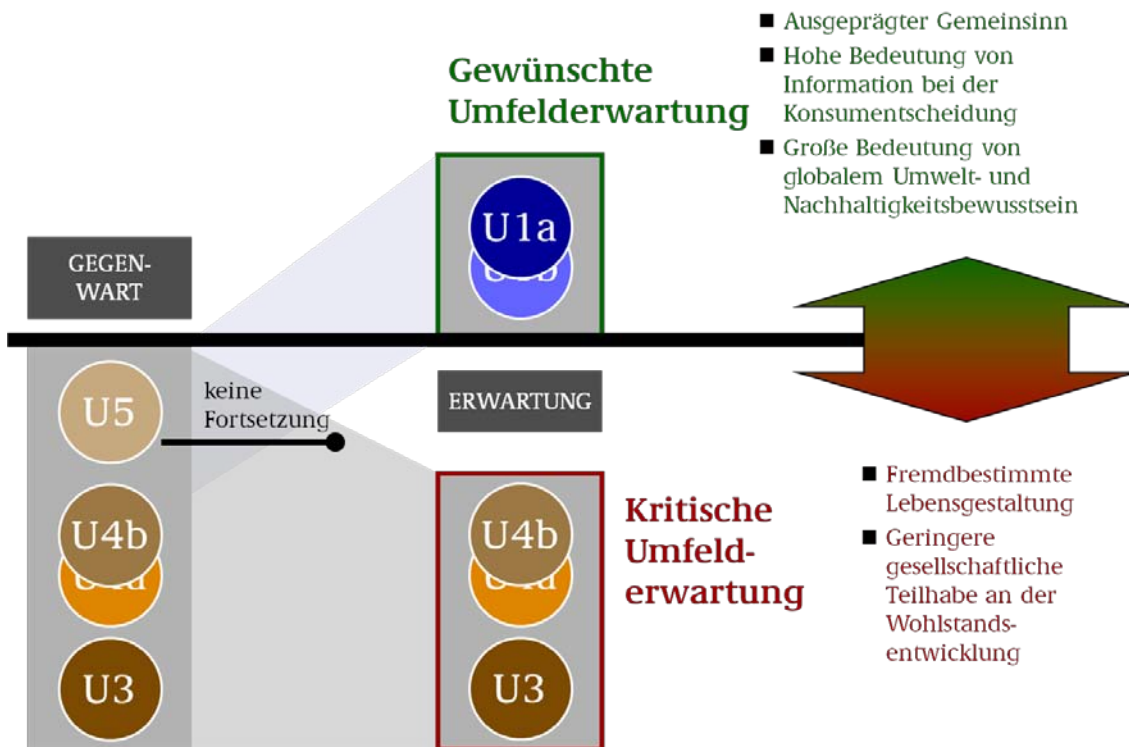 Ausgeprägter Gemeinsinn
Hohe Bedeutung von
Information bei der
Konsumentscheidung
Große Bedeutung von
globalem Umwelt- und
Nachhaltigkeitsbewusstsein
Gewünschte
Umfelderwartung
U1a
GEGEN-
WART
U5
keine
Fortsetzung
ERWARTUNG
U4b
U3
Kritische
Umfeld-
erwartung
U4b
U3
Fremdbestimmte
Lebensgestaltung
Geringere
gesellschaftliche
Teilhabe an der
Wohlstands-
entwicklung